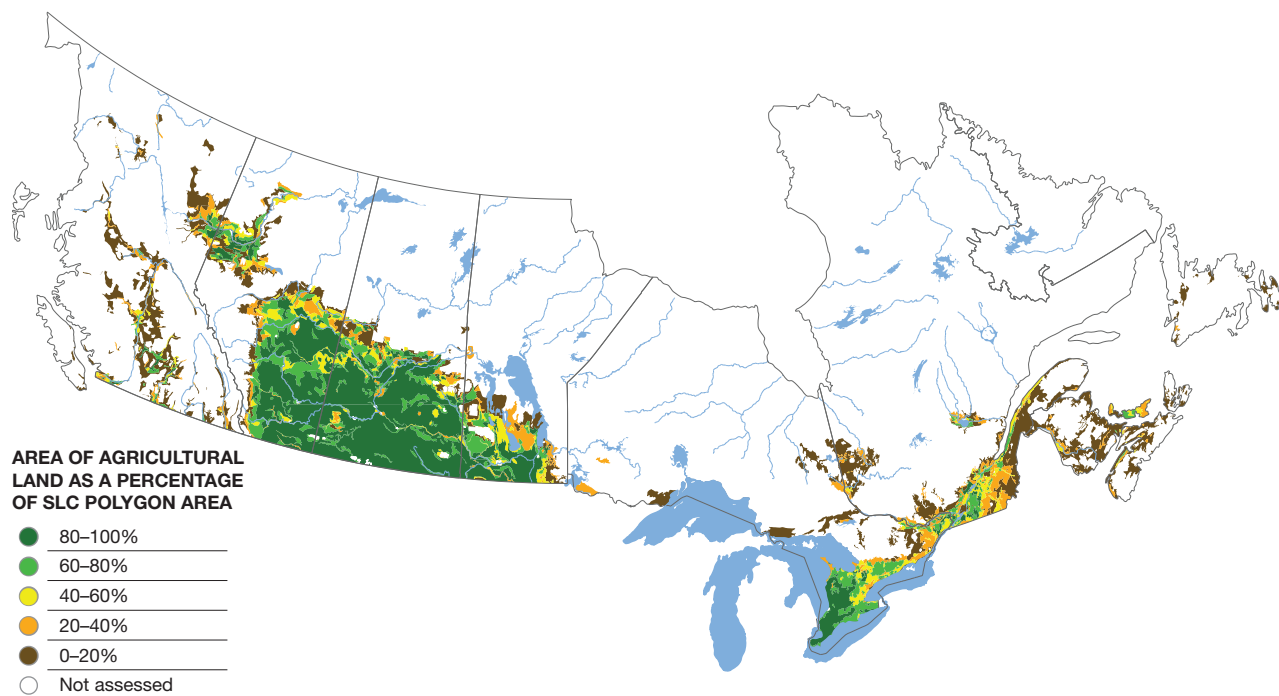 AREA OF AGRICULTURAL
LAND AS A PERCENTAGE
OF SLC POLYGON AREA
80–100%
60–80%
40–60%
20–40%
0–20%
Not assessed